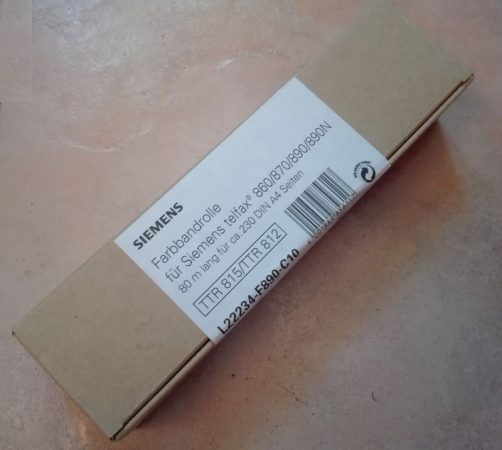 SIEMENS
Farbbandrolle
für Siemens telfax® 860/870/890/890N
80 m lang für ca. 230 DIN A4 Seiten
TTR 815/TTR 812
L22234-F890-C10